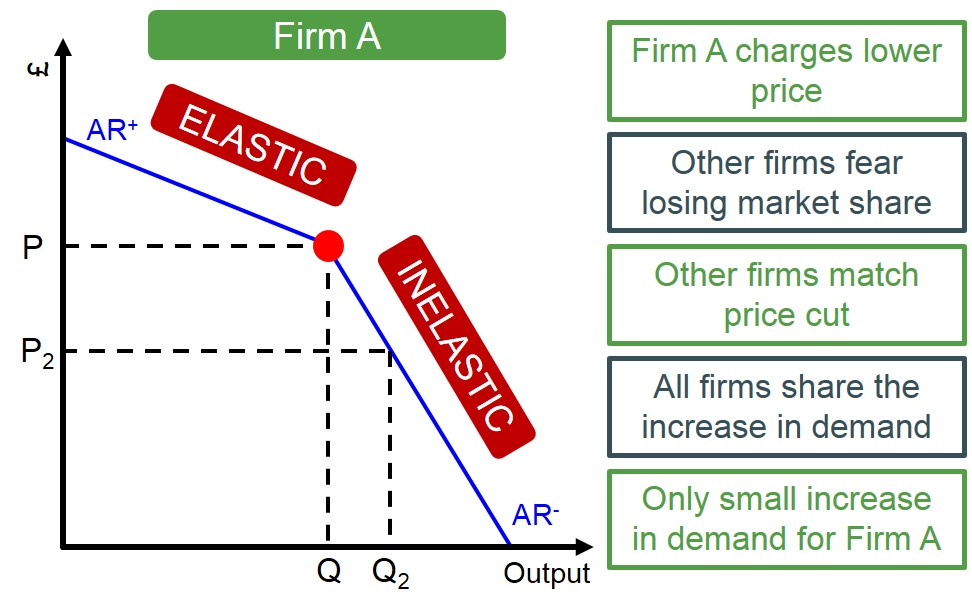 Firm A
£
AR⁺
ELASTIC
P
INELASTIC
P₂
AR⁻
Q
Q₂
Output
Firm A charges lower
price
Other firms fear
losing market share
Other firms match
price cut
All firms share the
increase in demand
Only small increase
in demand for Firm A